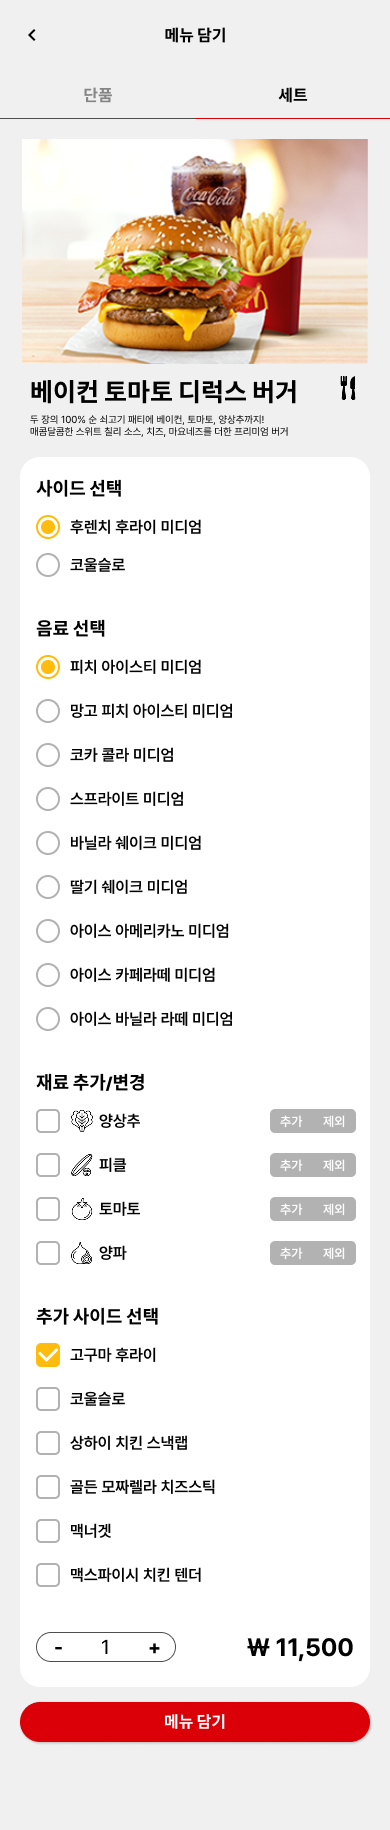 메뉴 담기
단품 세트
Coca-Cola
베이컨 토마토 디럭스 버거
두 장의 100% 순 쇠고기 패티에 베이컨, 토마토, 양상추까지!
매콤달콤한 스위트 칠리 소스, 치즈, 마요네즈를 더한 프리미엄 버거
사이드 선택
후렌치 후라이 미디엄
코울슬로
음료 선택
피치 아이스티 미디엄
망고 피치 아이스티 미디엄
코카 콜라 미디엄
스프라이트 미디엄
바닐라 쉐이크 미디엄
딸기 쉐이크 미디엄
아이스 아메리카노 미디엄
아이스 카페라떼 미디엄
아이스 바닐라 라떼 미디엄
재료 추가/변경
양상추 추가 제외
피클 추가 제외
토마토 추가 제외
양파 추가 제외
추가 사이드 선택
고구마 후라이
코울슬로
상하이 치킨 스낵랩
골든 모짜렐라 치즈스틱
맥너겟
맥스파이시 치킨 텐더
- 1 + ₩ 11,500
메뉴 담기